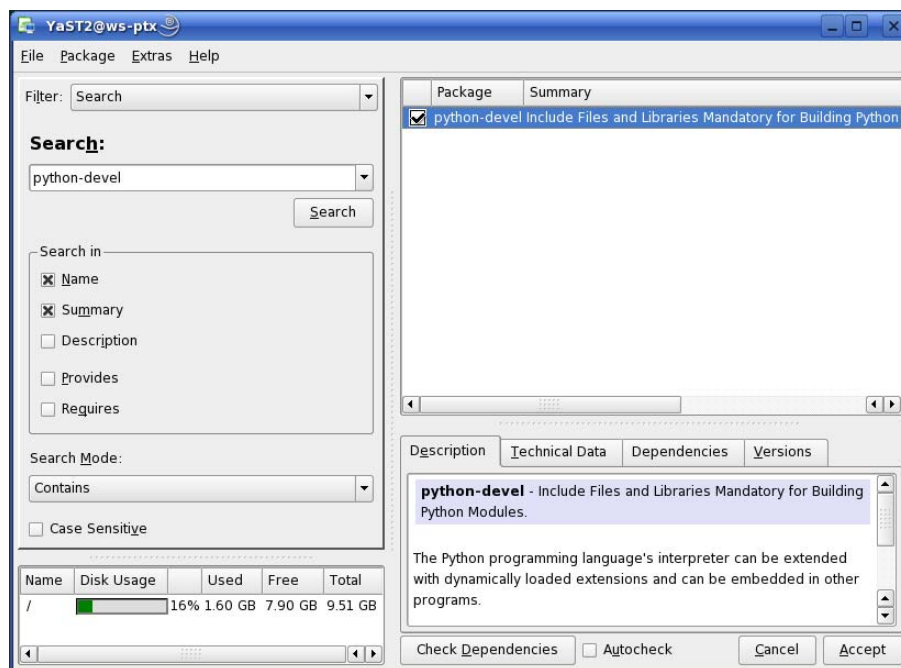 YaST2@ws-ptx
File Package Extras Help
Filter: Search
Search:
python-devel
Search
Search in
Name
Summary
Description
Provides
Requires
Search Mode:
Contains
Case Sensitive
Name Disk Usage Used Free Total
/ 16% 1.60 GB 7.90 GB 9.51 GB
Package Summary
python-devel Include Files and Libraries Mandatory for Building Python
Description Technical Data Dependencies Versions
python-devel - Include Files and Libraries Mandatory for Building
Python Modules.
The Python programming language's interpreter can be extended
with dynamically loaded extensions and can be embedded in other
programs.
Check Dependencies Autocheck Cancel Accept